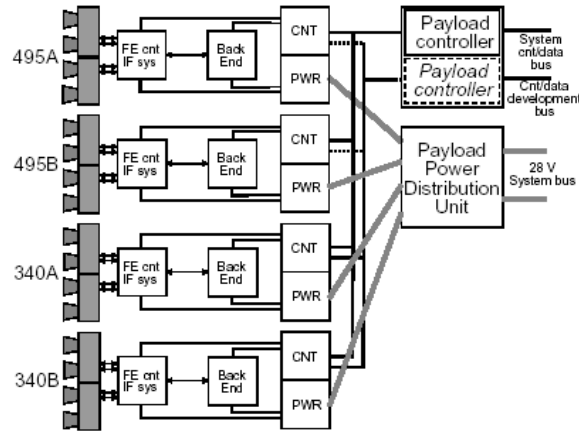 495A
FE cnt
IF sys
Back
End
CNT
PWR
Payload
controller
System
cnt/data
bus
Payload
controller
Cnt/data
development
bus
495B
FE cnt
IF sys
Back
End
CNT
PWR
Payload
Power
Distribution
Unit
28 V
System bus
340A
FE cnt
IF sys
Back
End
CNT
PWR
340B
FE cnt
IF sys
Back
End
CNT
PWR